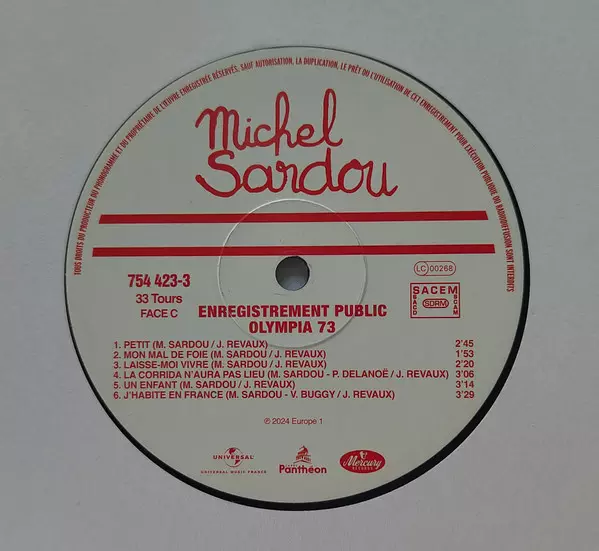 TOUS DROITS DU PRODUCTEUR DU PHONOGRAMME ET DU PROPRIÉTAIRE DE L'ŒUVRE ENREGISTRÉE RÉSERVÉS, SAUF AUTORISATION, LA DUPLICATION, LE PRÊT OU L'UTILISATION DE CET ENREGISTREMENT POUR EXÉCUTION PUBLIQUE OU RADIODIFFUSION SONT INTERDITS
Michel
Sardou
754 423-3
33 Tours
FACE C
LC 00268
SACEM
SACD SDRM SCAM
ENREGISTREMENT PUBLIC
OLYMPIA 73
1. PETIT (M. SARDOU / J. REVAUX) 2'45
2. MON MAL DE FOIE (M. SARDOU / J. REVAUX) 1'53
3. LAISSE-MOI VIVRE (M. SARDOU / J. REVAUX) 2'20
4. LA CORRIDA N'AURA PAS LIEU (M. SARDOU - P. DELANOË / J. REVAUX) 3'06
5. UN ENFANT (M. SARDOU / J. REVAUX) 3'14
6. J'HABITE EN FRANCE (M. SARDOU - V. BUGGY / J. REVAUX) 3'29
℗ 2024 Europe 1
UNIVERSAL
UNIVERSAL MUSIC FRANCE
Panthéon
Mercury
RECORDS